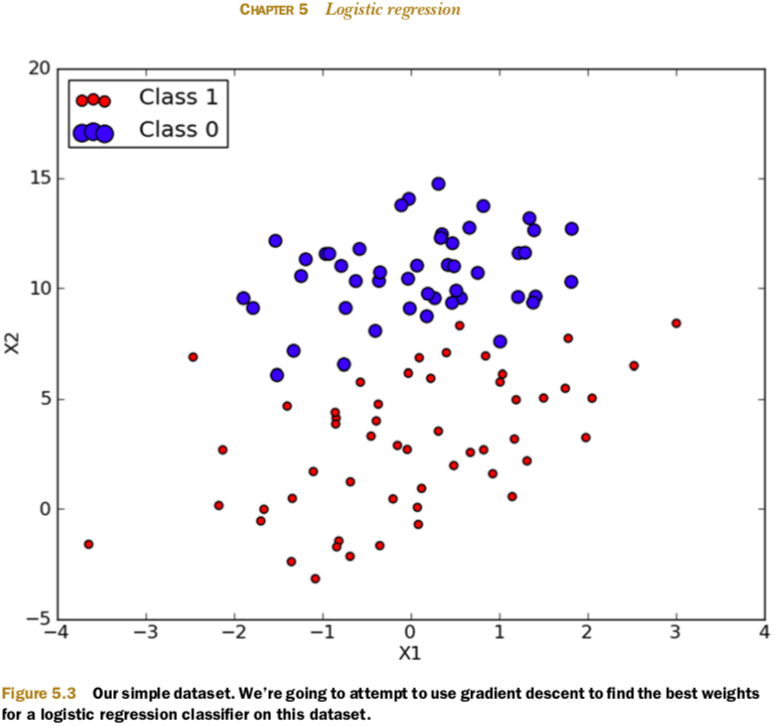 CHAPTER 5 Logistic regression
20
Class 1
Class 0
15
10
X2
5
0
−5
−4 −3 −2 −1 0 1 2 3 4
X1
Figure 5.3 Our simple dataset. We’re going to attempt to use gradient descent to find the best weights
for a logistic regression classifier on this dataset.